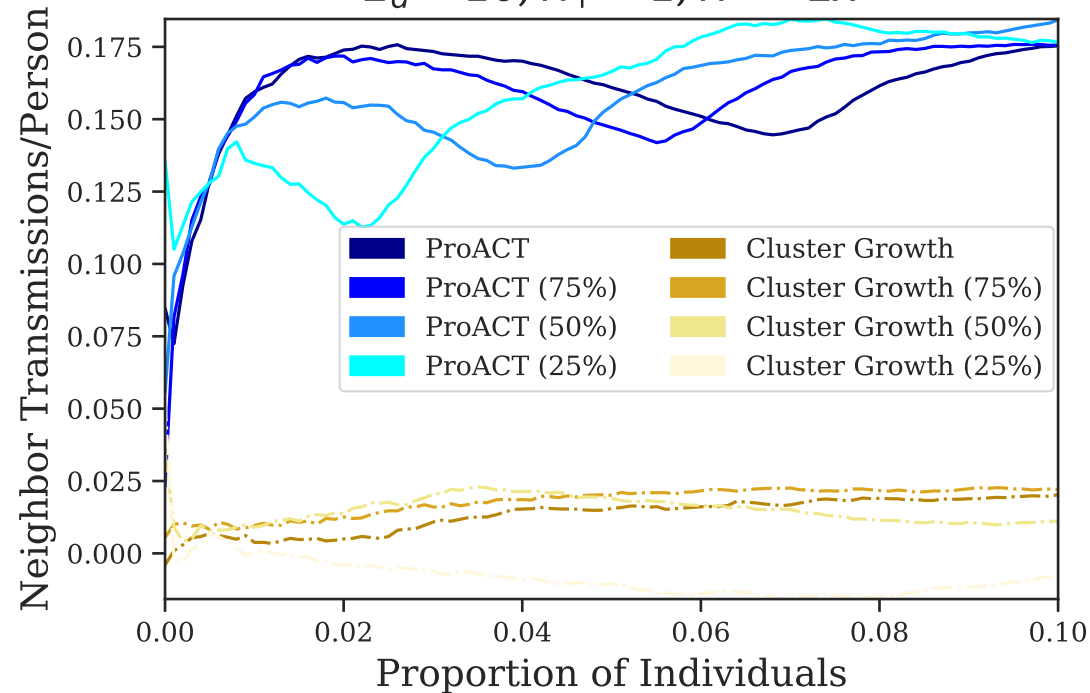 Neighbor Transmissions/Person
0.175
0.150
0.125
0.100
0.075
0.050
0.025
0.000
ProACT
ProACT (75%)
ProACT (50%)
ProACT (25%)
Cluster Growth
Cluster Growth (75%)
Cluster Growth (50%)
Cluster Growth (25%)
0.00 0.02 0.04 0.06 0.08 0.10
Proportion of Individuals